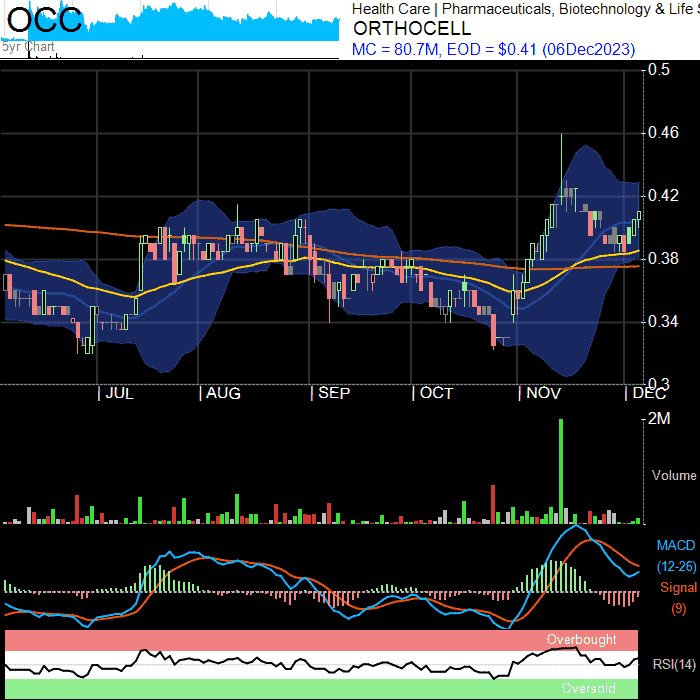 OCC
5yr Chart
Health Care | Pharmaceuticals, Biotechnology & Life S
ORTHOCELL
MC = 80.7M, EOD = $0.41 (06Dec2023)
0.5
0.46
0.42
0.38
0.34
0.3
| JUL | AUG | SEP | OCT | NOV | DEC
2M
Volume
MACD
(12-26)
Signal
(9)
Overbought
RSI(14)
Oversold